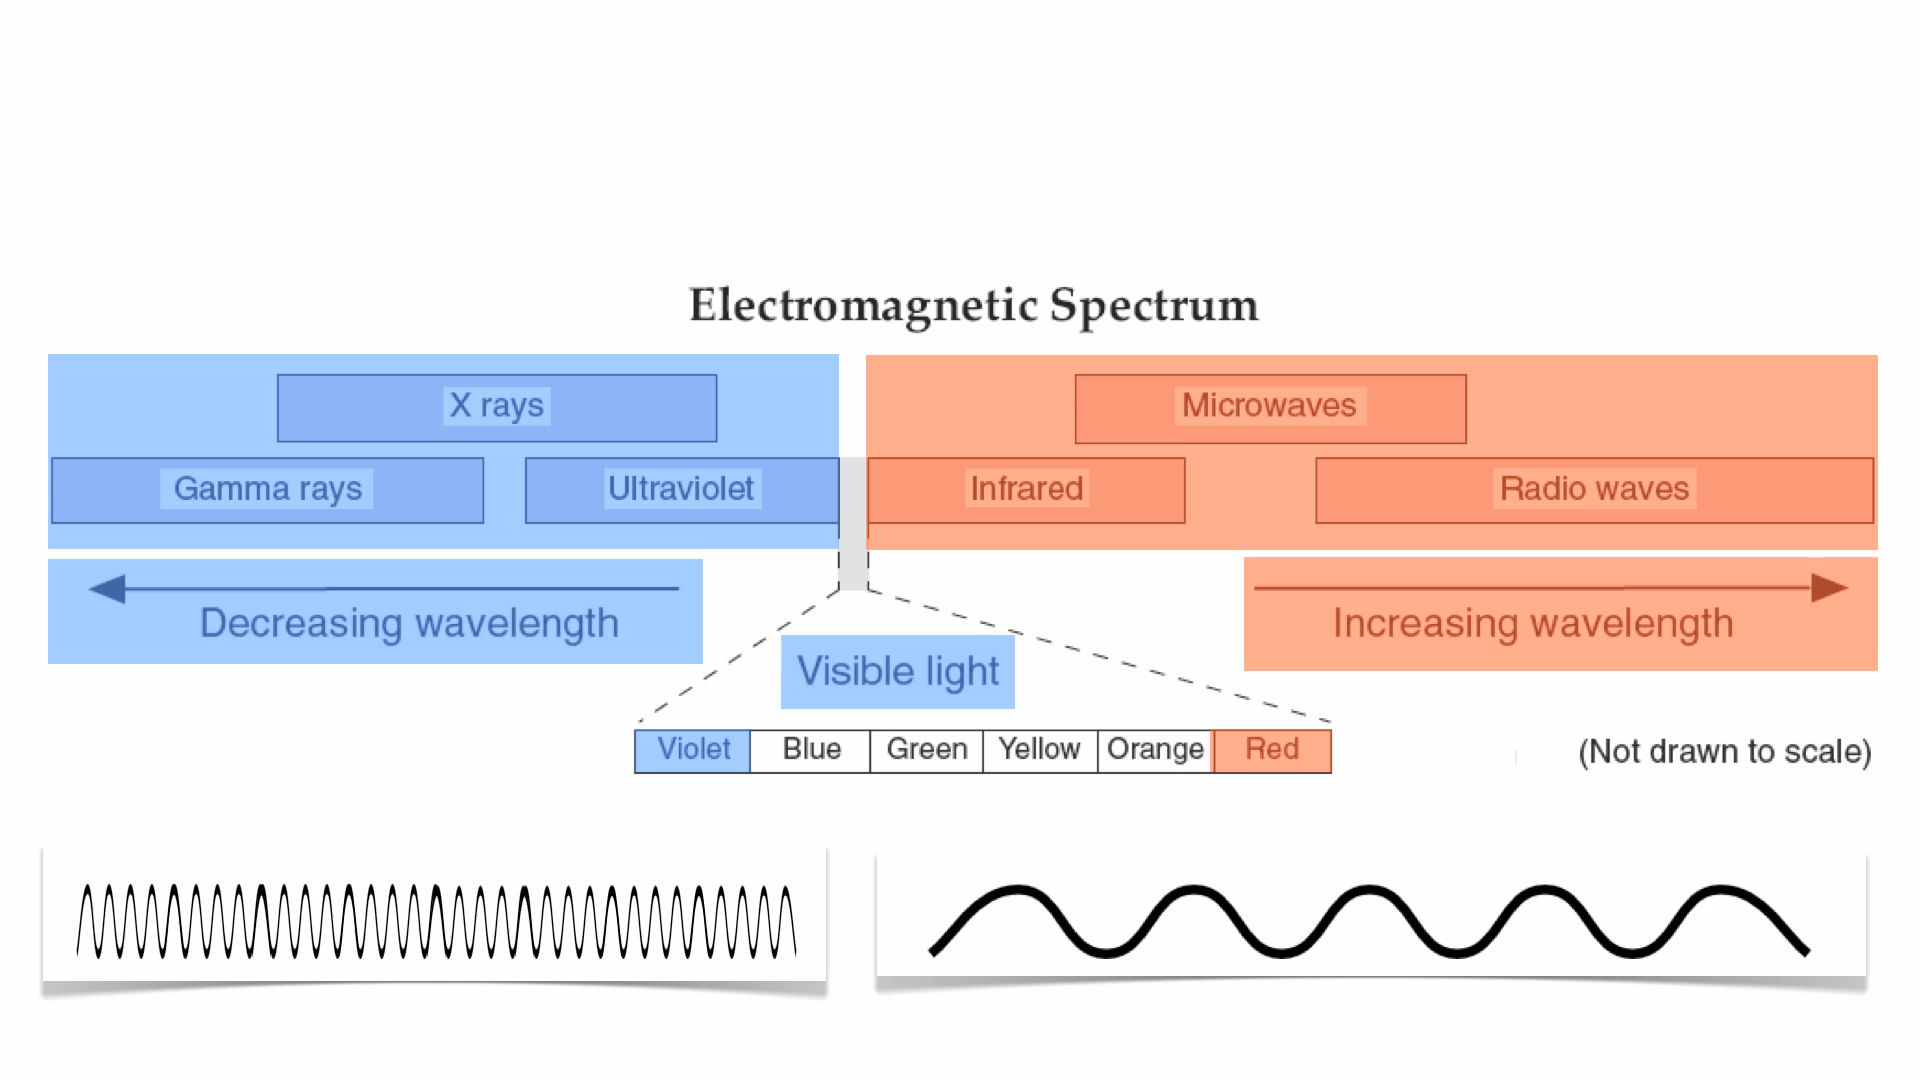 Electromagnetic Spectrum
X rays
Microwaves
Gamma rays
Ultraviolet
Infrared
Radio waves
Decreasing wavelength
Increasing wavelength
Visible light
Violet Blue Green Yellow Orange Red
(Not drawn to scale)